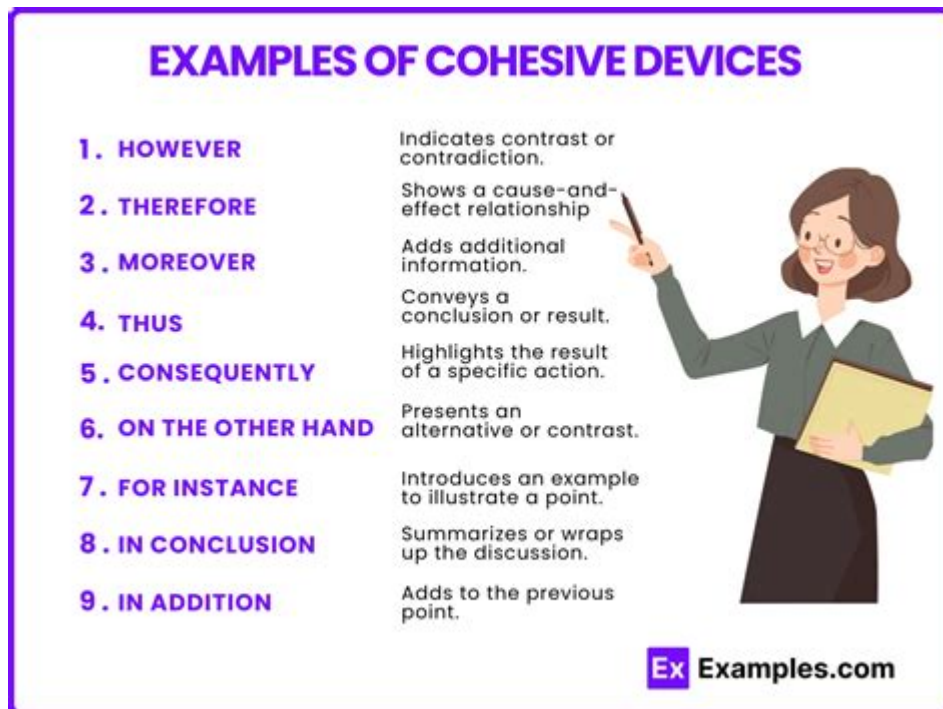 EXAMPLES OF COHESIVE DEVICES
1. HOWEVER
Indicates contrast or
contradiction.
2. THEREFORE
Shows a cause-and-
effect relationship
3. MOREOVER
Adds additional
information.
4. THUS
Conveys a
conclusion or result.
5. CONSEQUENTLY
Highlights the result
of a specific action.
6. ON THE OTHER HAND
Presents an
alternative or contrast.
7. FOR INSTANCE
Introduces an example
to illustrate a point.
8. IN CONCLUSION
Summarizes or wraps
up the discussion.
9. IN ADDITION
Adds to the previous
point.
Ex Examples.com